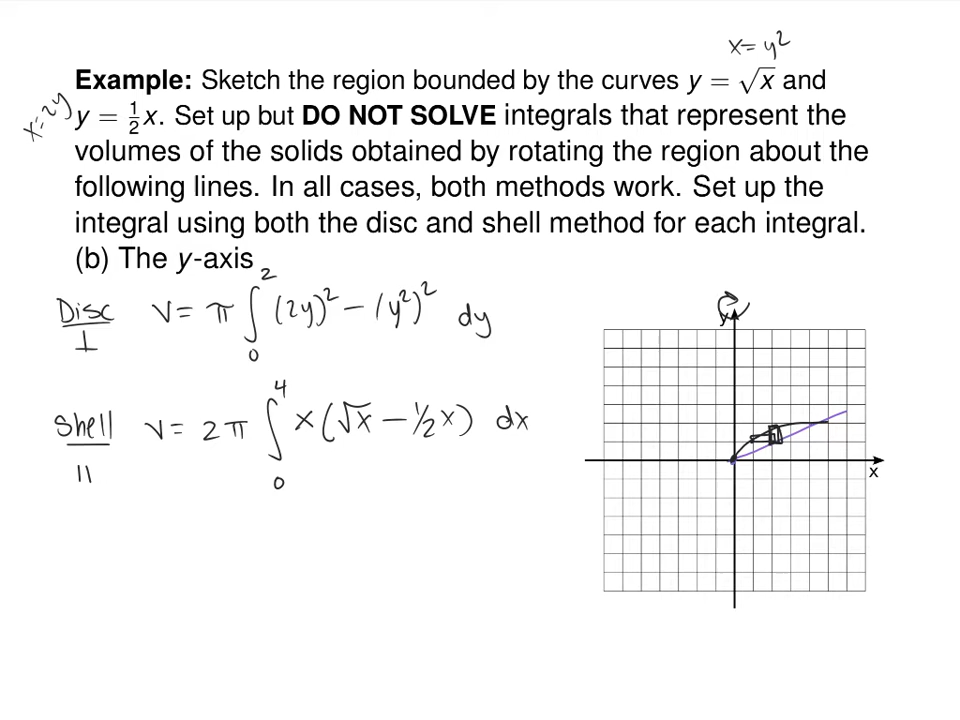 x=y²
Example: Sketch the region bounded by the curves y = √x and
x=2y
y = ½x. Set up but DO NOT SOLVE integrals that represent the
volumes of the solids obtained by rotating the region about the
following lines. In all cases, both methods work. Set up the
integral using both the disc and shell method for each integral.
(b) The y-axis
Disc V= π ∫₀² (2y)² − (y²)² dy
⊥
Shell V= 2π ∫₀⁴ x(√x − ½x) dx
||
x